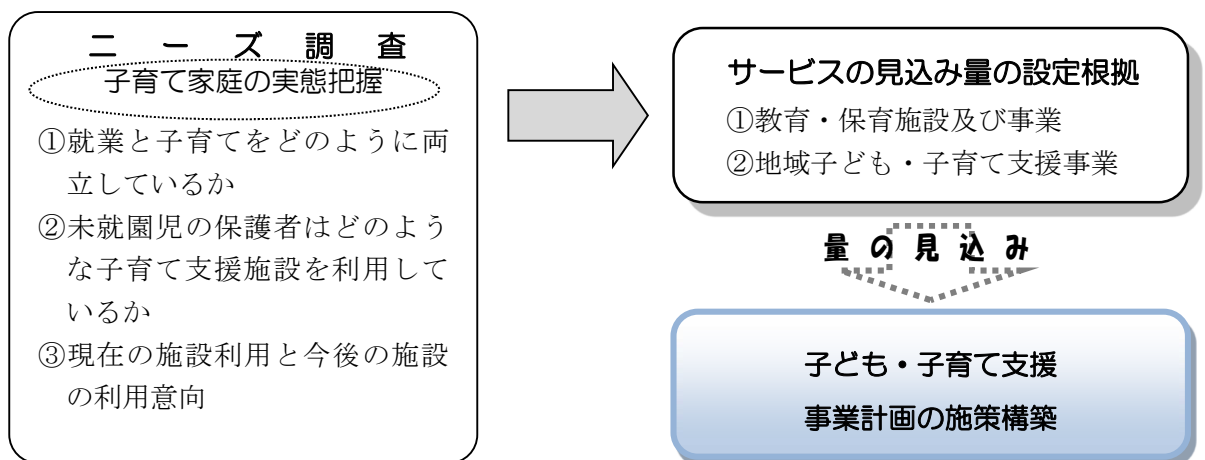 ニーズ調査
子育て家庭の実態把握
①就業と子育てをどのように両
立しているか
②未就園児の保護者はどのよう
な子育て支援施設を利用して
いるか
③現在の施設利用と今後の施設
の利用意向
サービスの見込み量の設定根拠
①教育・保育施設及び事業
②地域子ども・子育て支援事業
量の見込み
子ども・子育て支援
事業計画の施策構築